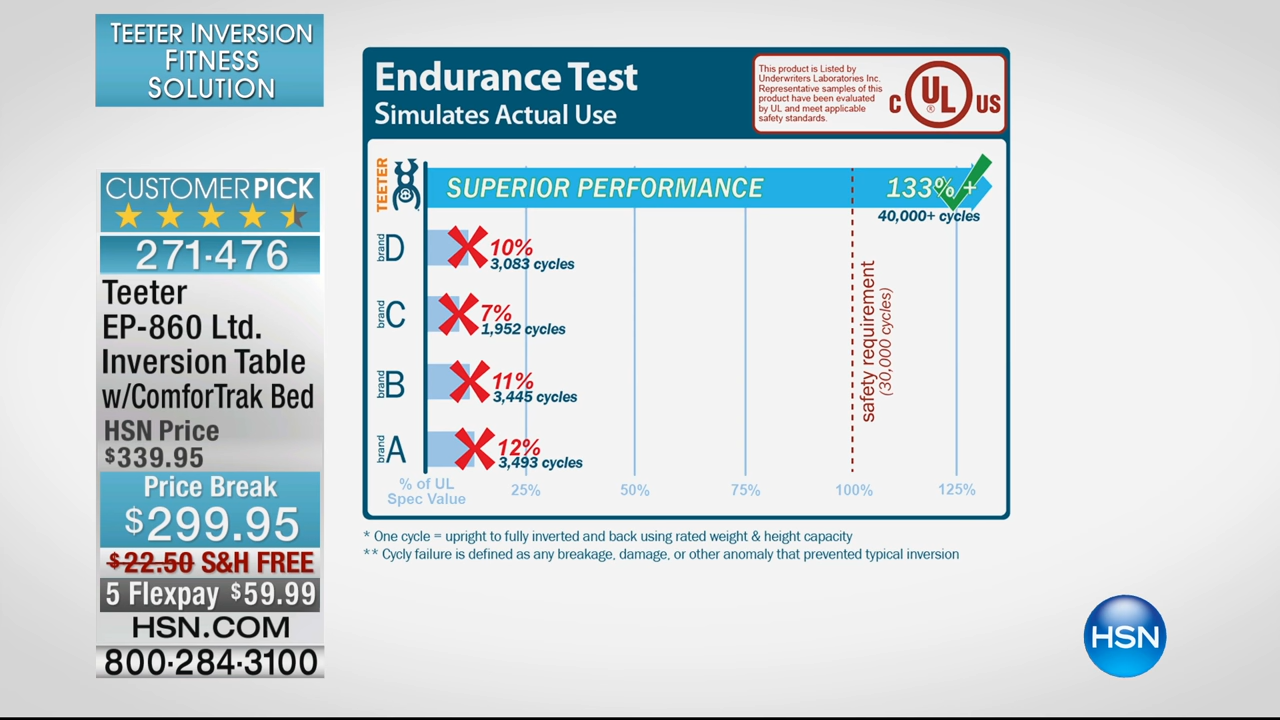 TEETER INVERSION
FITNESS
SOLUTION
CUSTOMER PICK
271-476
Teeter
EP-860 Ltd.
Inversion Table
w/ComforTrak Bed
HSN Price
$339.95
Price Break
$299.95
$22.50 S&H FREE
5 Flexpay $59.99
HSN.COM
800-284-3100
Endurance Test
Simulates Actual Use
This product is Listed by
Underwriters Laboratories Inc.
Representative samples of this
product have been evaluated
by UL and meet applicable
safety standards.
C UL ® US
TEETER
SUPERIOR PERFORMANCE
133%+
40,000+ cycles
brand D
10%
3,083 cycles
brand C
7%
1,952 cycles
brand B
11%
3,445 cycles
brand A
12%
3,493 cycles
safety requirement
(30,000 cycles)
% of UL
Spec Value
25%
50%
75%
100%
125%
* One cycle = upright to fully inverted and back using rated weight & height capacity
** Cycly failure is defined as any breakage, damage, or other anomaly that prevented typical inversion
HSN